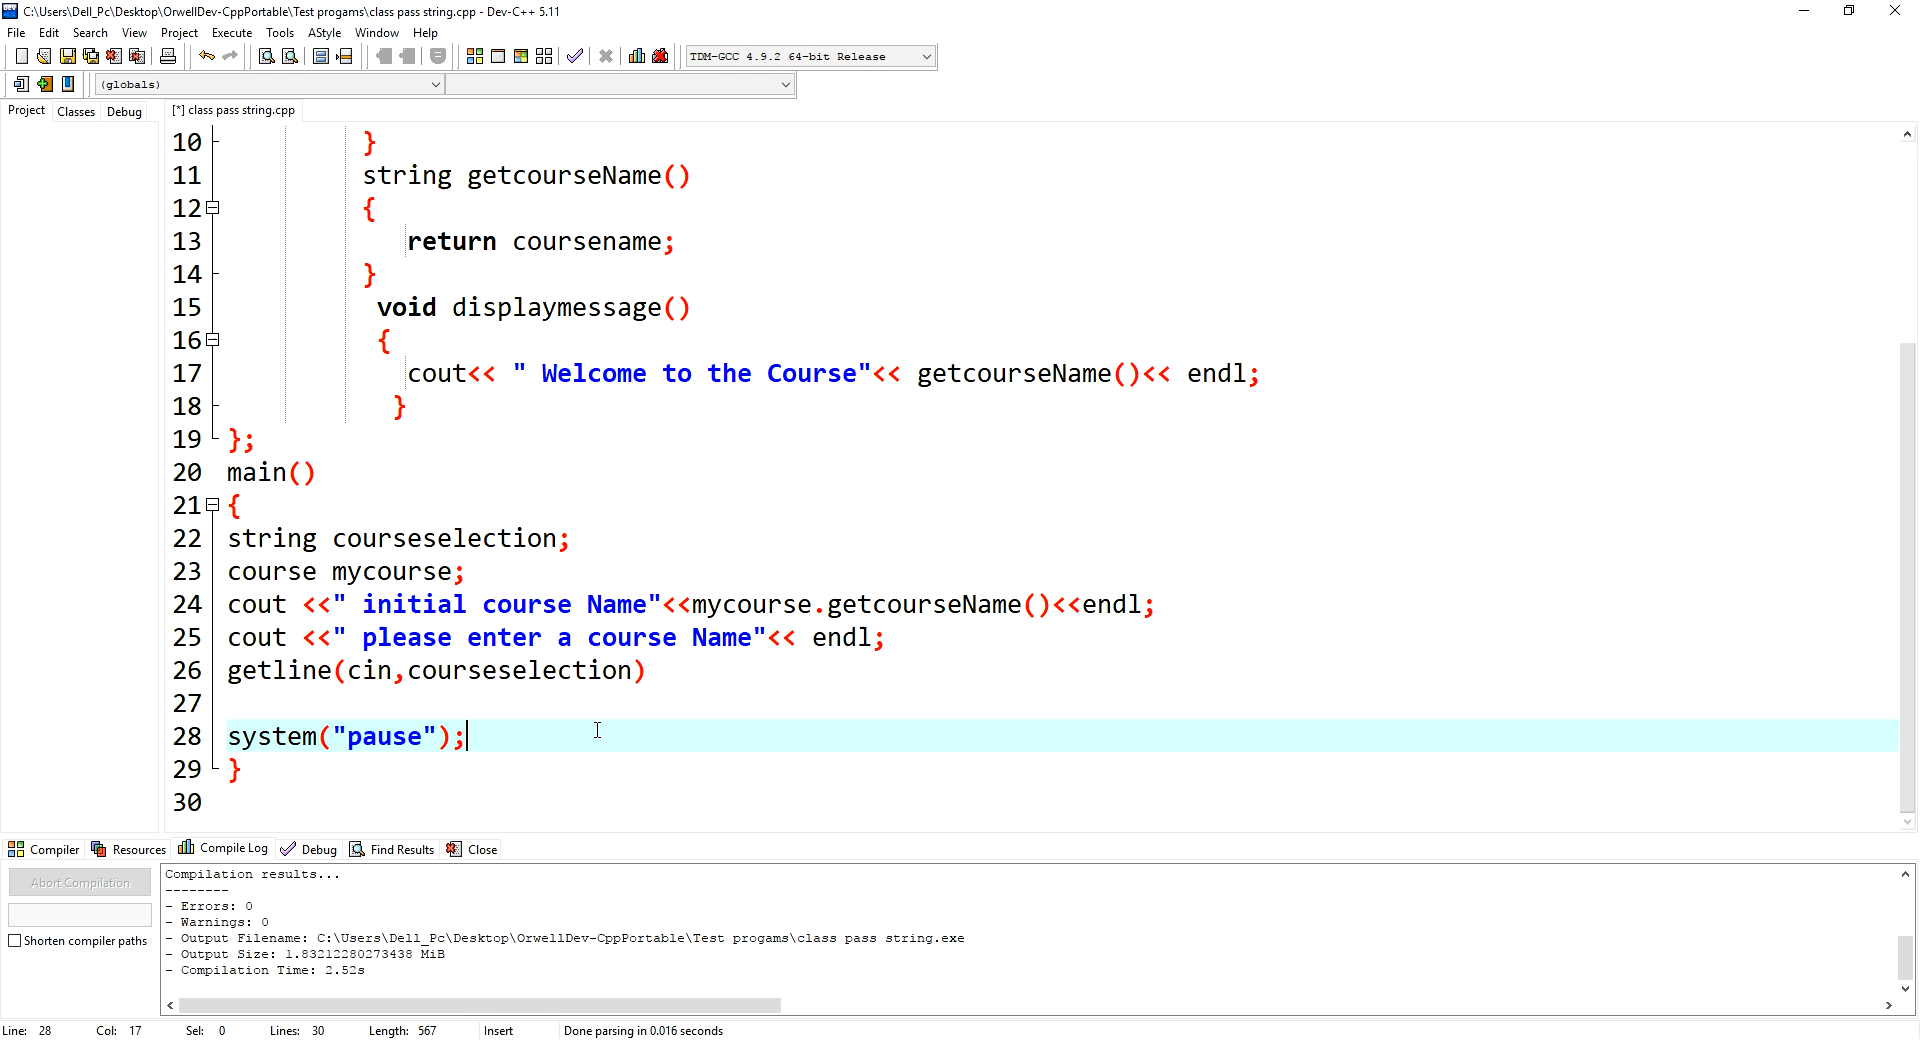 C:\Users\Dell_Pc\Desktop\OrwellDev-CppPortable\Test progams\class pass string.cpp - Dev-C++ 5.11
File Edit Search View Project Execute Tools AStyle Window Help
TDM-GCC 4.9.2 64-bit Release
(globals)
Project Classes Debug [*] class pass string.cpp
10 }
11 string getcourseName()
12 {
13 return coursename;
14 }
15 void displaymessage()
16 {
17 cout<< " Welcome to the Course"<< getcourseName()<< endl;
18 }
19 };
20 main()
21 {
22 string courseselection;
23 course mycourse;
24 cout <<" initial course Name"<<mycourse.getcourseName()<<endl;
25 cout <<" please enter a course Name"<< endl;
26 getline(cin,courseselection)
27
28 system("pause");
29 }
30
Compiler Resources Compile Log Debug Find Results Close
Abort Compilation
Shorten compiler paths
Compilation results...
--------
- Errors: 0
- Warnings: 0
- Output Filename: C:\Users\Dell_Pc\Desktop\OrwellDev-CppPortable\Test progams\class pass string.exe
- Output Size: 1.83212280273438 MiB
- Compilation Time: 2.52s
Line: 28 Col: 17 Sel: 0 Lines: 30 Length: 567 Insert Done parsing in 0.016 seconds